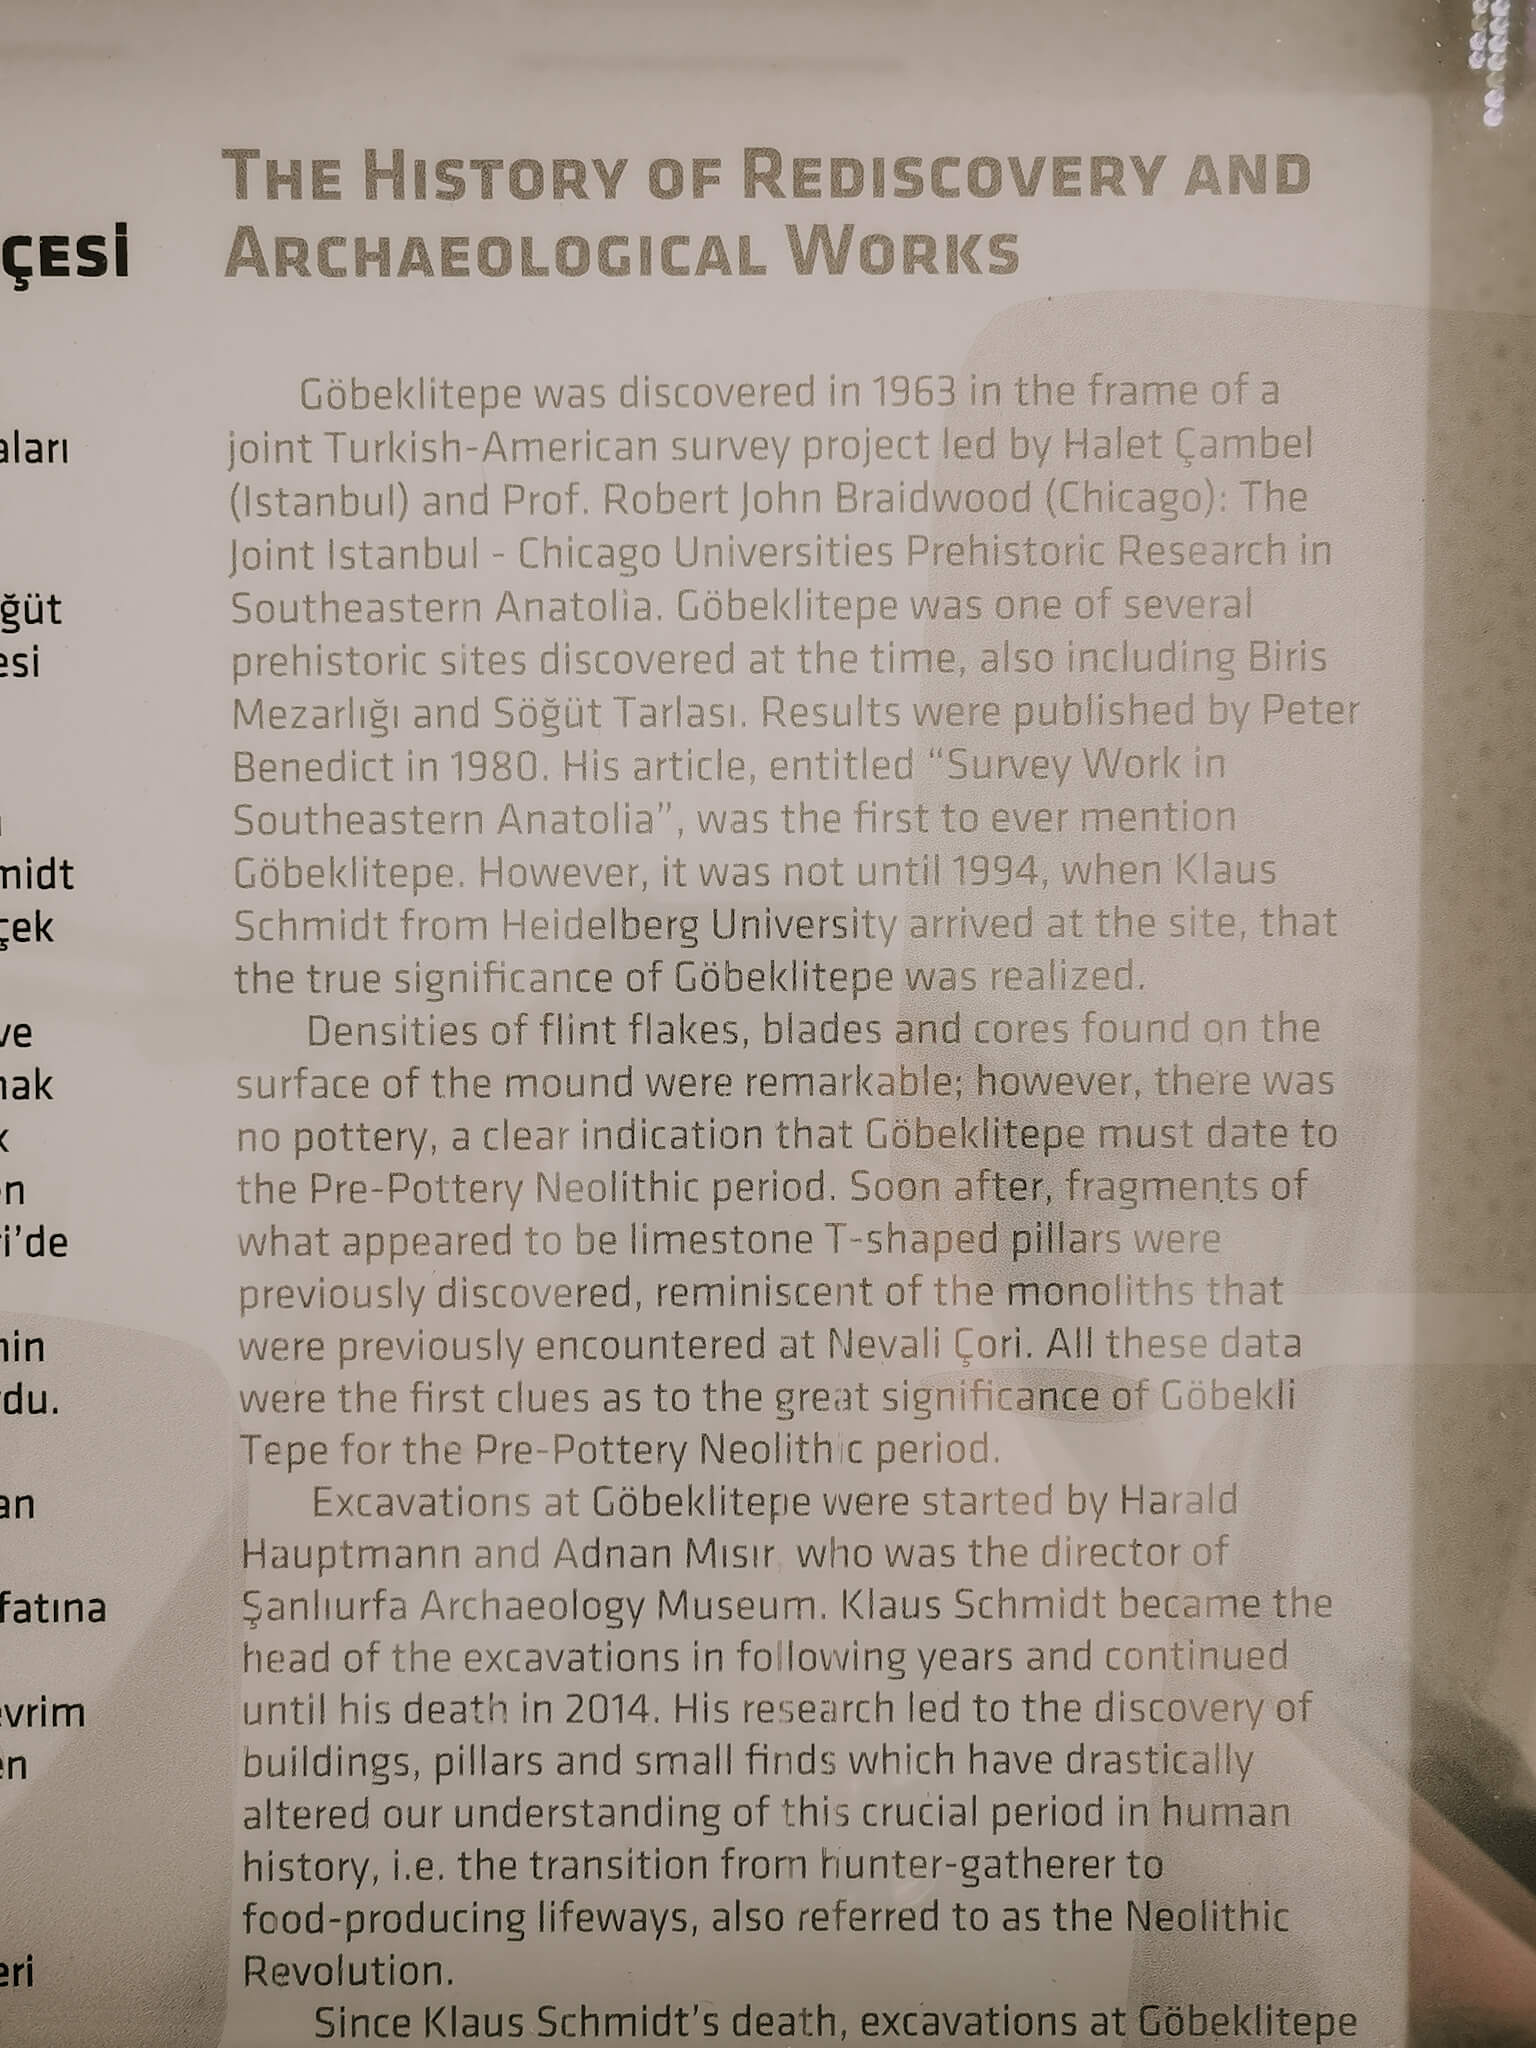 THE HISTORY OF REDISCOVERY AND
ARCHAEOLOGICAL WORKS
Göbeklitepe was discovered in 1963 in the frame of a
joint Turkish-American survey project led by Halet Çambel
(Istanbul) and Prof. Robert John Braidwood (Chicago): The
Joint Istanbul - Chicago Universities Prehistoric Research in
Southeastern Anatolia. Göbeklitepe was one of several
prehistoric sites discovered at the time, also including Biris
Mezarlığı and Söğüt Tarlası. Results were published by Peter
Benedict in 1980. His article, entitled “Survey Work in
Southeastern Anatolia”, was the first to ever mention
Göbeklitepe. However, it was not until 1994, when Klaus
Schmidt from Heidelberg University arrived at the site, that
the true significance of Göbeklitepe was realized.
Densities of flint flakes, blades and cores found on the
surface of the mound were remarkable; however, there was
no pottery, a clear indication that Göbeklitepe must date to
the Pre-Pottery Neolithic period. Soon after, fragments of
what appeared to be limestone T-shaped pillars were
previously discovered, reminiscent of the monoliths that
were previously encountered at Nevali Çori. All these data
were the first clues as to the great significance of Göbekli
Tepe for the Pre-Pottery Neolithic period.
Excavations at Göbeklitepe were started by Harald
Hauptmann and Adnan Mısır, who was the director of
Şanlıurfa Archaeology Museum. Klaus Schmidt became the
head of the excavations in following years and continued
until his death in 2014. His research led to the discovery of
buildings, pillars and small finds which have drastically
altered our understanding of this crucial period in human
history, i.e. the transition from hunter-gatherer to
food-producing lifeways, also referred to as the Neolithic
Revolution.
Since Klaus Schmidt’s death, excavations at Göbeklitepe
ÇESİ
aları
ğüt
esi
midt
çek
ve
mak
k
en
ri’de
nin
rdu.
an
fatına
evrim
en
eri